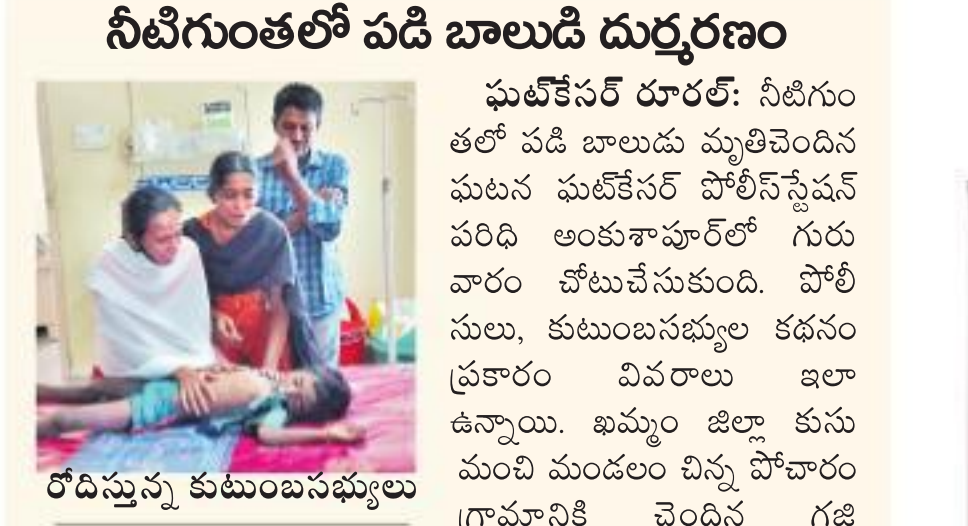 నీటిగుంతలో పడి బాలుడి దుర్మరణం
ఘట్‌కేసర్ రూరల్: నీటిగుం
తలో పడి బాలుడు మృతిచెందిన
ఘటన ఘట్‌కేసర్ పోలీస్‌స్టేషన్
పరిధి అంకుశాపూర్‌లో గురు
వారం చోటుచేసుకుంది. పోలీ
సులు, కుటుంబసభ్యుల కథనం
ప్రకారం వివరాలు ఇలా
ఉన్నాయి. ఖమ్మం జిల్లా కుసు
మంచి మండలం చిన్న పోచారం
గ్రామానికి చెందిన గజ్జి
రోదిస్తున్న కుటుంబసభ్యులు